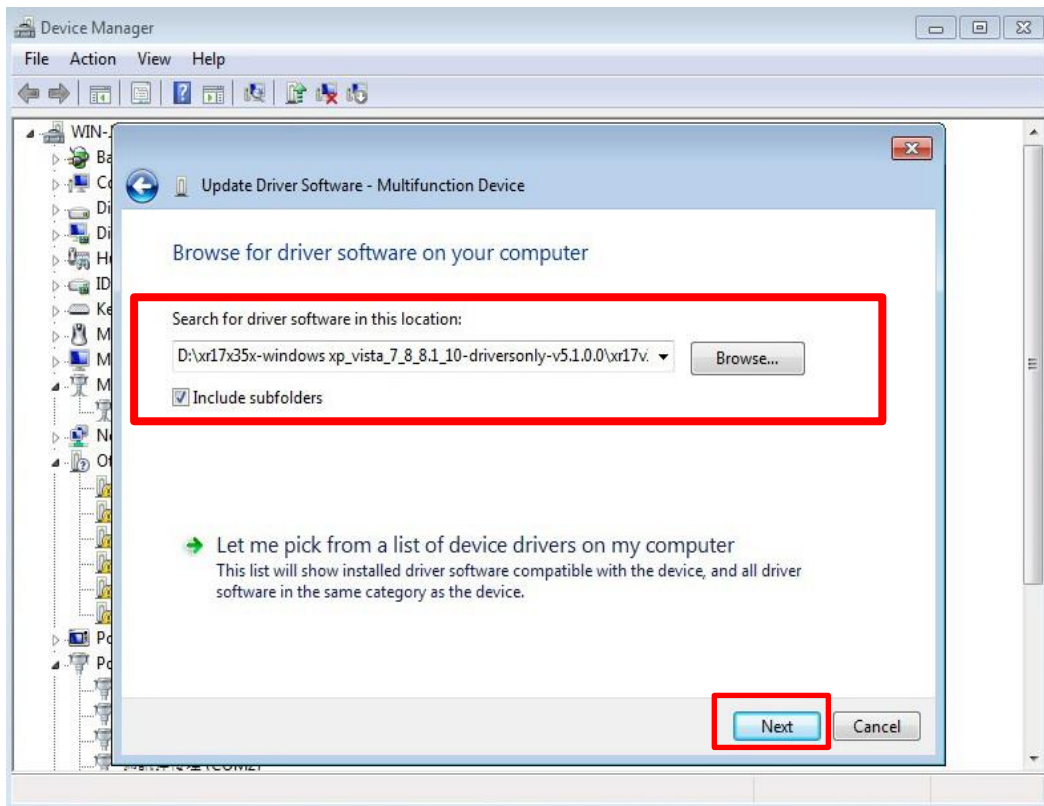 Device Manager
File Action View Help
WIN-
Update Driver Software - Multifunction Device
Browse for driver software on your computer
Search for driver software in this location:
D:\xr17x35x-windows xp_vista_7_8_8.1_10-driversonly-v5.1.0.0\xr17v.
Browse...
Include subfolders
Let me pick from a list of device drivers on my computer
This list will show installed driver software compatible with the device, and all driver
software in the same category as the device.
Next Cancel